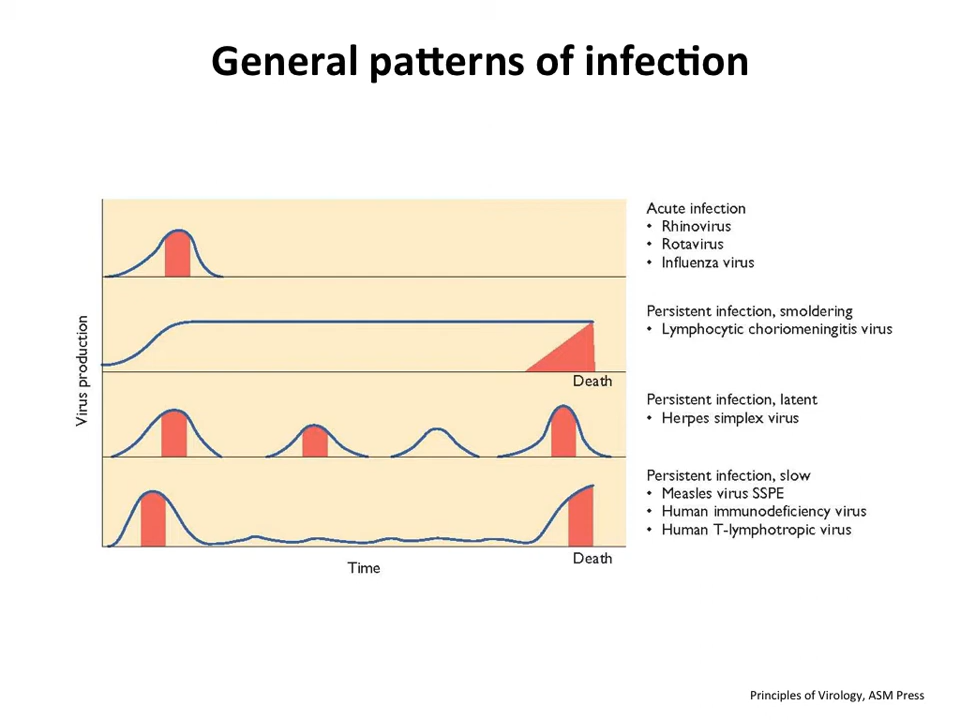 General patterns of infection
Virus production
Acute infection
• Rhinovirus
• Rotavirus
• Influenza virus
Persistent infection, smoldering
• Lymphocytic choriomeningitis virus
Death
Persistent infection, latent
• Herpes simplex virus
Persistent infection, slow
• Measles virus SSPE
• Human immunodeficiency virus
• Human T-lymphotropic virus
Death
Time
Principles of Virology, ASM Press